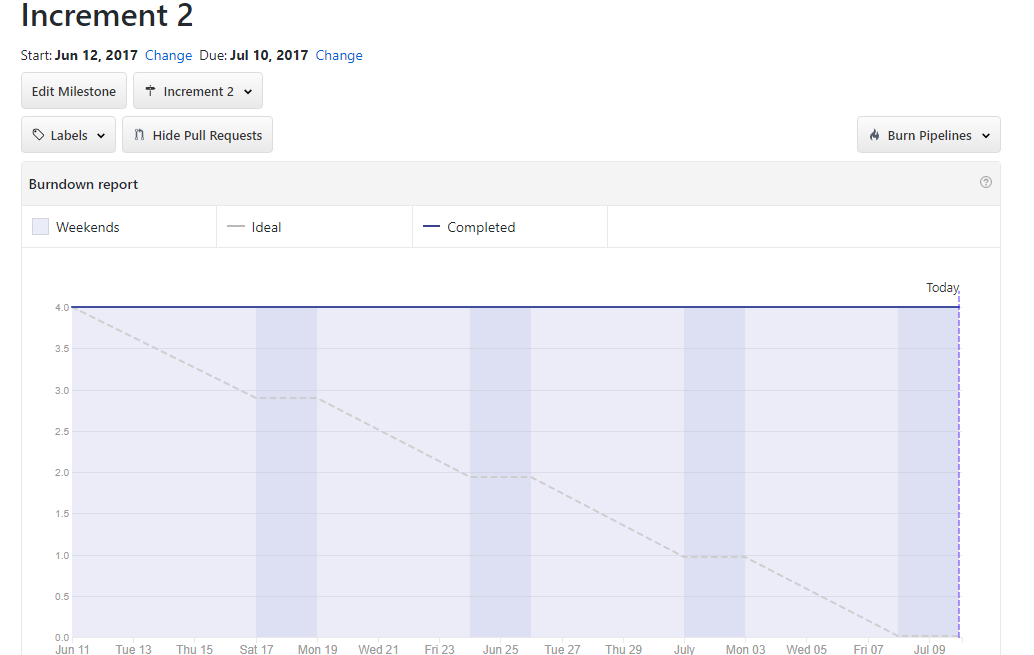 Increment 2
Start: Jun 12, 2017 Change Due: Jul 10, 2017 Change
Edit Milestone Increment 2
Labels Hide Pull Requests Burn Pipelines
Burndown report
Weekends Ideal Completed
Today
4.0
3.5
3.0
2.5
2.0
1.5
1.0
0.5
0.0
Jun 11 Tue 13 Thu 15 Sat 17 Mon 19 Wed 21 Fri 23 Jun 25 Tue 27 Thu 29 July Mon 03 Wed 05 Fri 07 Jul 09